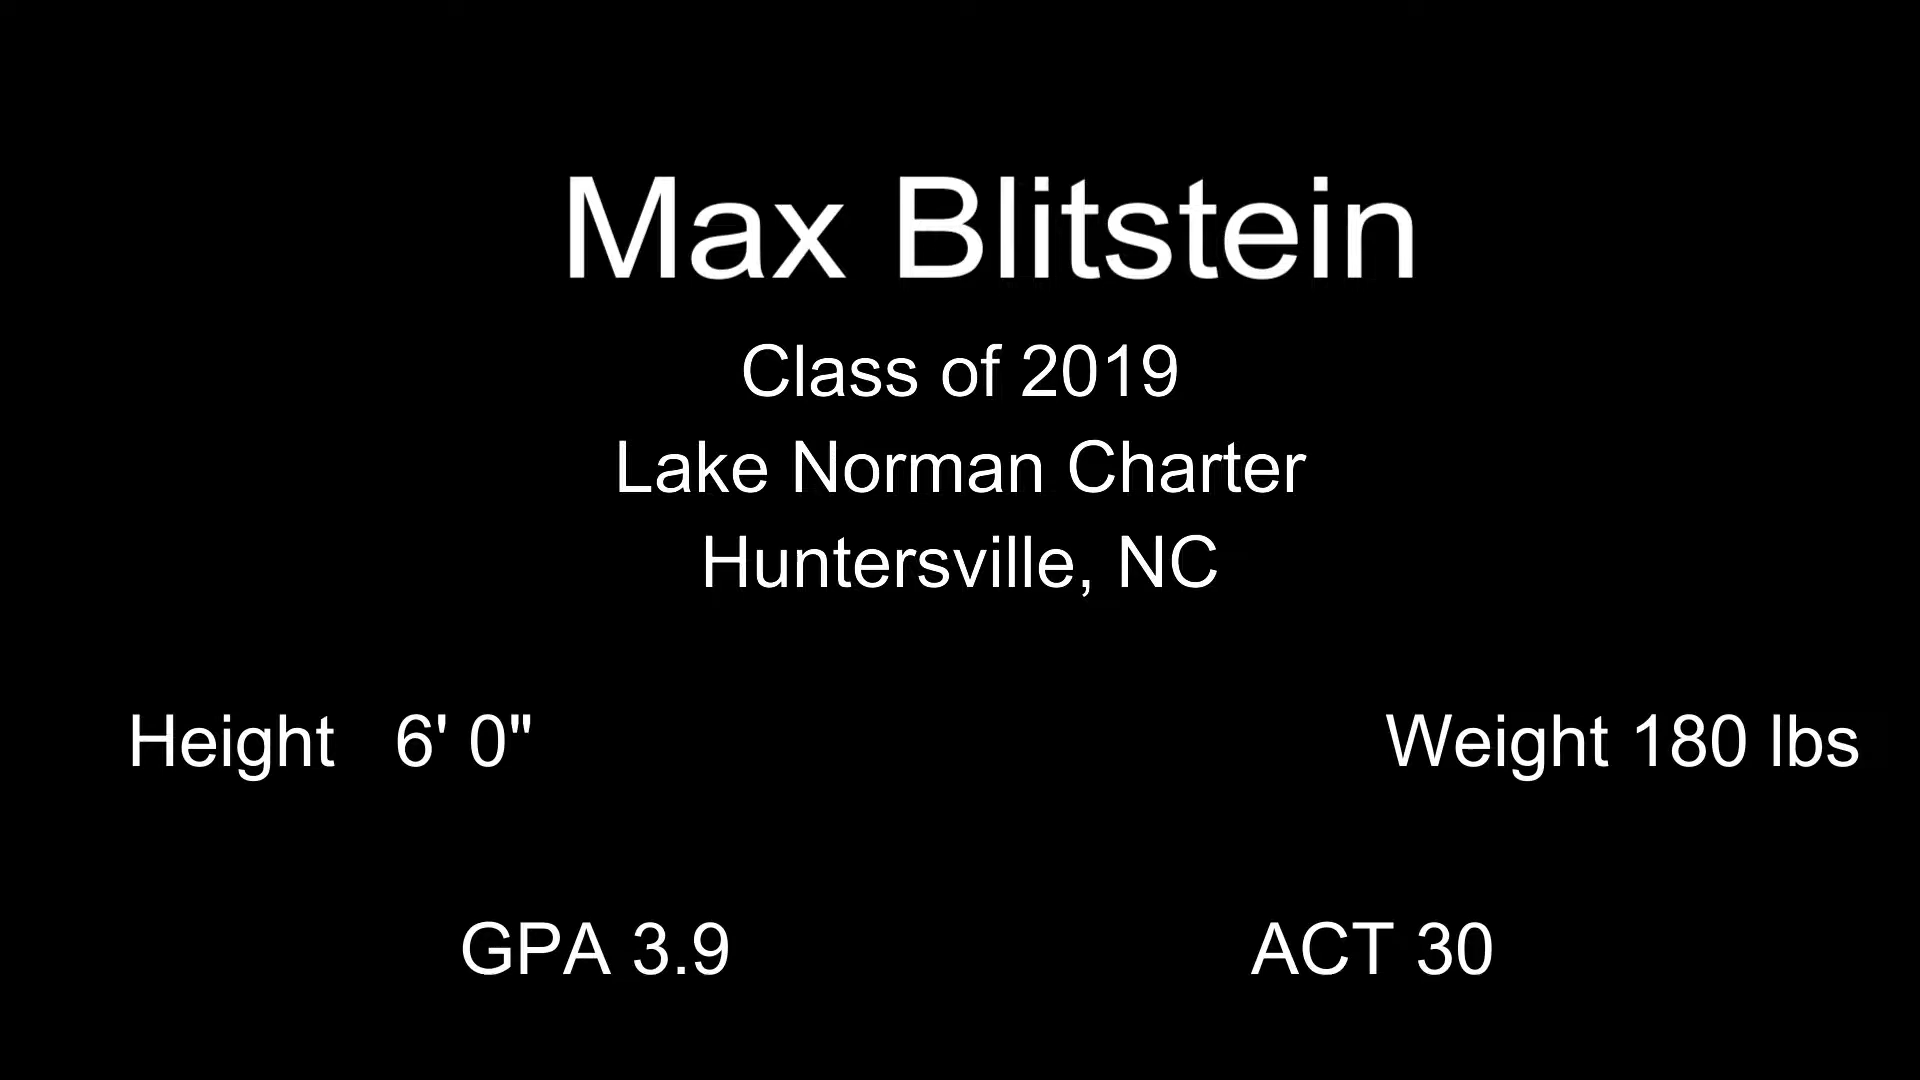 Max Blitstein
Class of 2019
Lake Norman Charter
Huntersville, NC
Height 6' 0" Weight 180 lbs
GPA 3.9 ACT 30